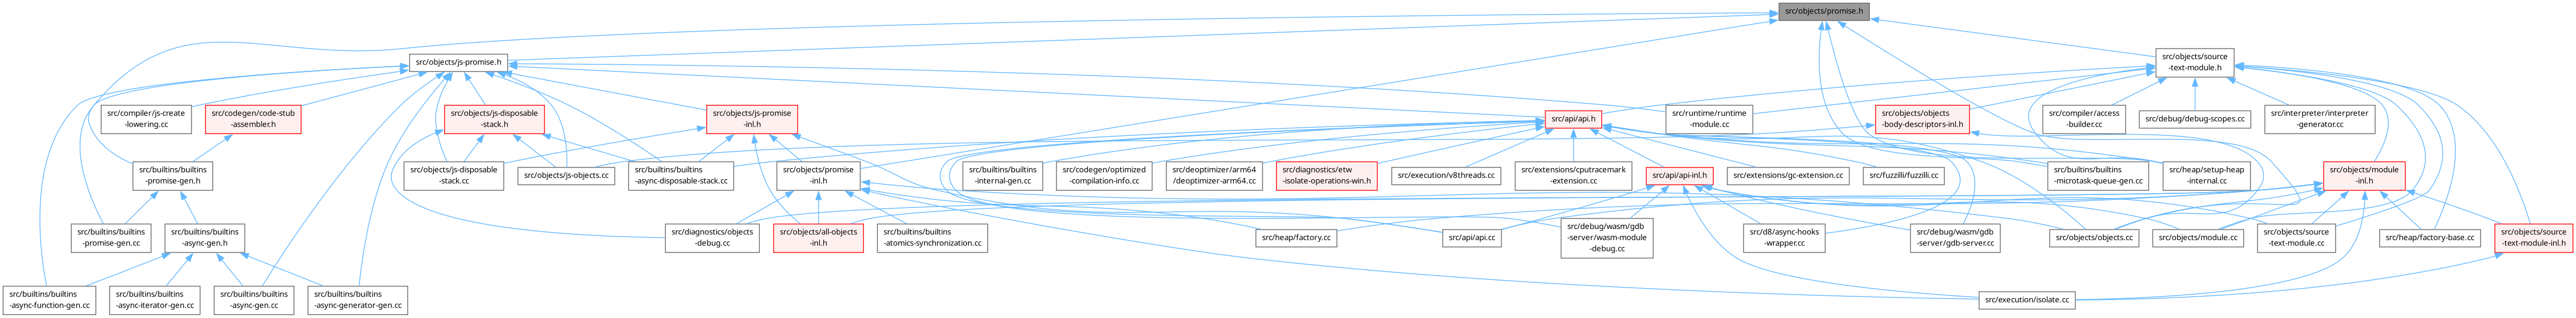 src/objects/promise.h
src/objects/js-promise.h
src/objects/source
-text-module.h
src/compiler/js-create
-lowering.cc
src/codegen/code-stub
-assembler.h
src/objects/js-disposable
-stack.h
src/objects/js-promise
-inl.h
src/api/api.h
src/runtime/runtime
-module.cc
src/objects/objects
-body-descriptors-inl.h
src/compiler/access
-builder.cc
src/debug/debug-scopes.cc
src/interpreter/interpreter
-generator.cc
src/builtins/builtins
-promise-gen.h
src/objects/js-disposable
-stack.cc
src/objects/js-objects.cc
src/builtins/builtins
-async-disposable-stack.cc
src/objects/promise
-inl.h
src/builtins/builtins
-internal-gen.cc
src/codegen/optimized
-compilation-info.cc
src/deoptimizer/arm64
/deoptimizer-arm64.cc
src/diagnostics/etw
-isolate-operations-win.h
src/execution/v8threads.cc
src/extensions/cputracemark
-extension.cc
src/api/api-inl.h
src/extensions/gc-extension.cc
src/fuzzilli/fuzzilli.cc
src/builtins/builtins
-microtask-queue-gen.cc
src/heap/setup-heap
-internal.cc
src/objects/module
-inl.h
src/builtins/builtins
-promise-gen.cc
src/builtins/builtins
-async-gen.h
src/diagnostics/objects
-debug.cc
src/objects/all-objects
-inl.h
src/builtins/builtins
-atomics-synchronization.cc
src/heap/factory.cc
src/api/api.cc
src/debug/wasm/gdb
-server/wasm-module
-debug.cc
src/d8/async-hooks
-wrapper.cc
src/debug/wasm/gdb
-server/gdb-server.cc
src/objects/objects.cc
src/objects/module.cc
src/objects/source
-text-module.cc
src/heap/factory-base.cc
src/objects/source
-text-module-inl.h
src/builtins/builtins
-async-function-gen.cc
src/builtins/builtins
-async-iterator-gen.cc
src/builtins/builtins
-async-gen.cc
src/builtins/builtins
-async-generator-gen.cc
src/execution/isolate.cc